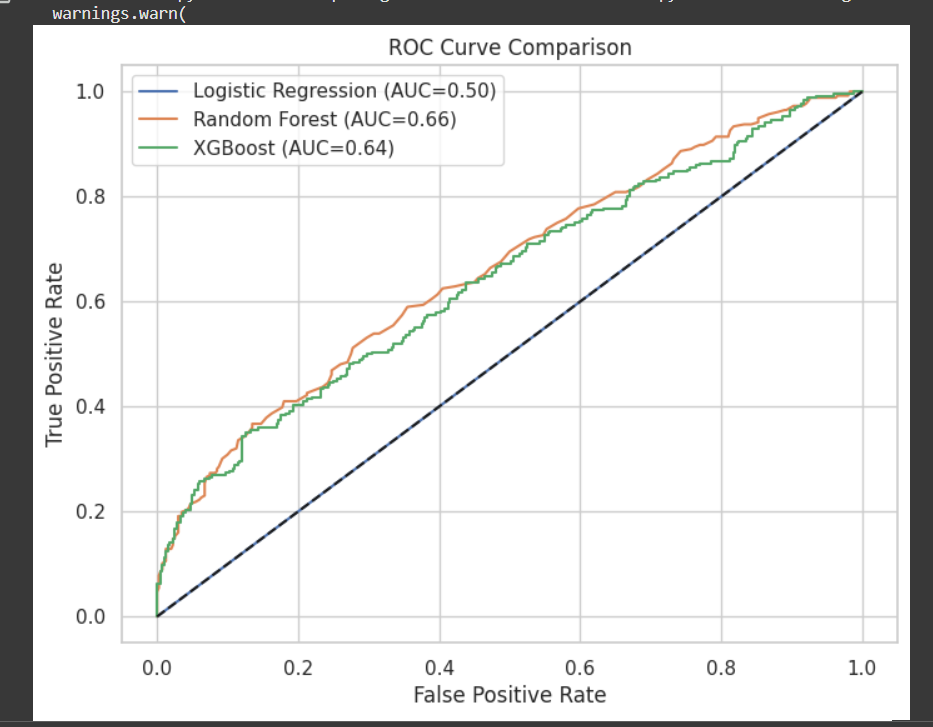 warnings.warn(
ROC Curve Comparison
Logistic Regression (AUC=0.50)
Random Forest (AUC=0.66)
XGBoost (AUC=0.64)
1.0
0.8
0.6
0.4
0.2
0.0
True Positive Rate
0.0 0.2 0.4 0.6 0.8 1.0
False Positive Rate